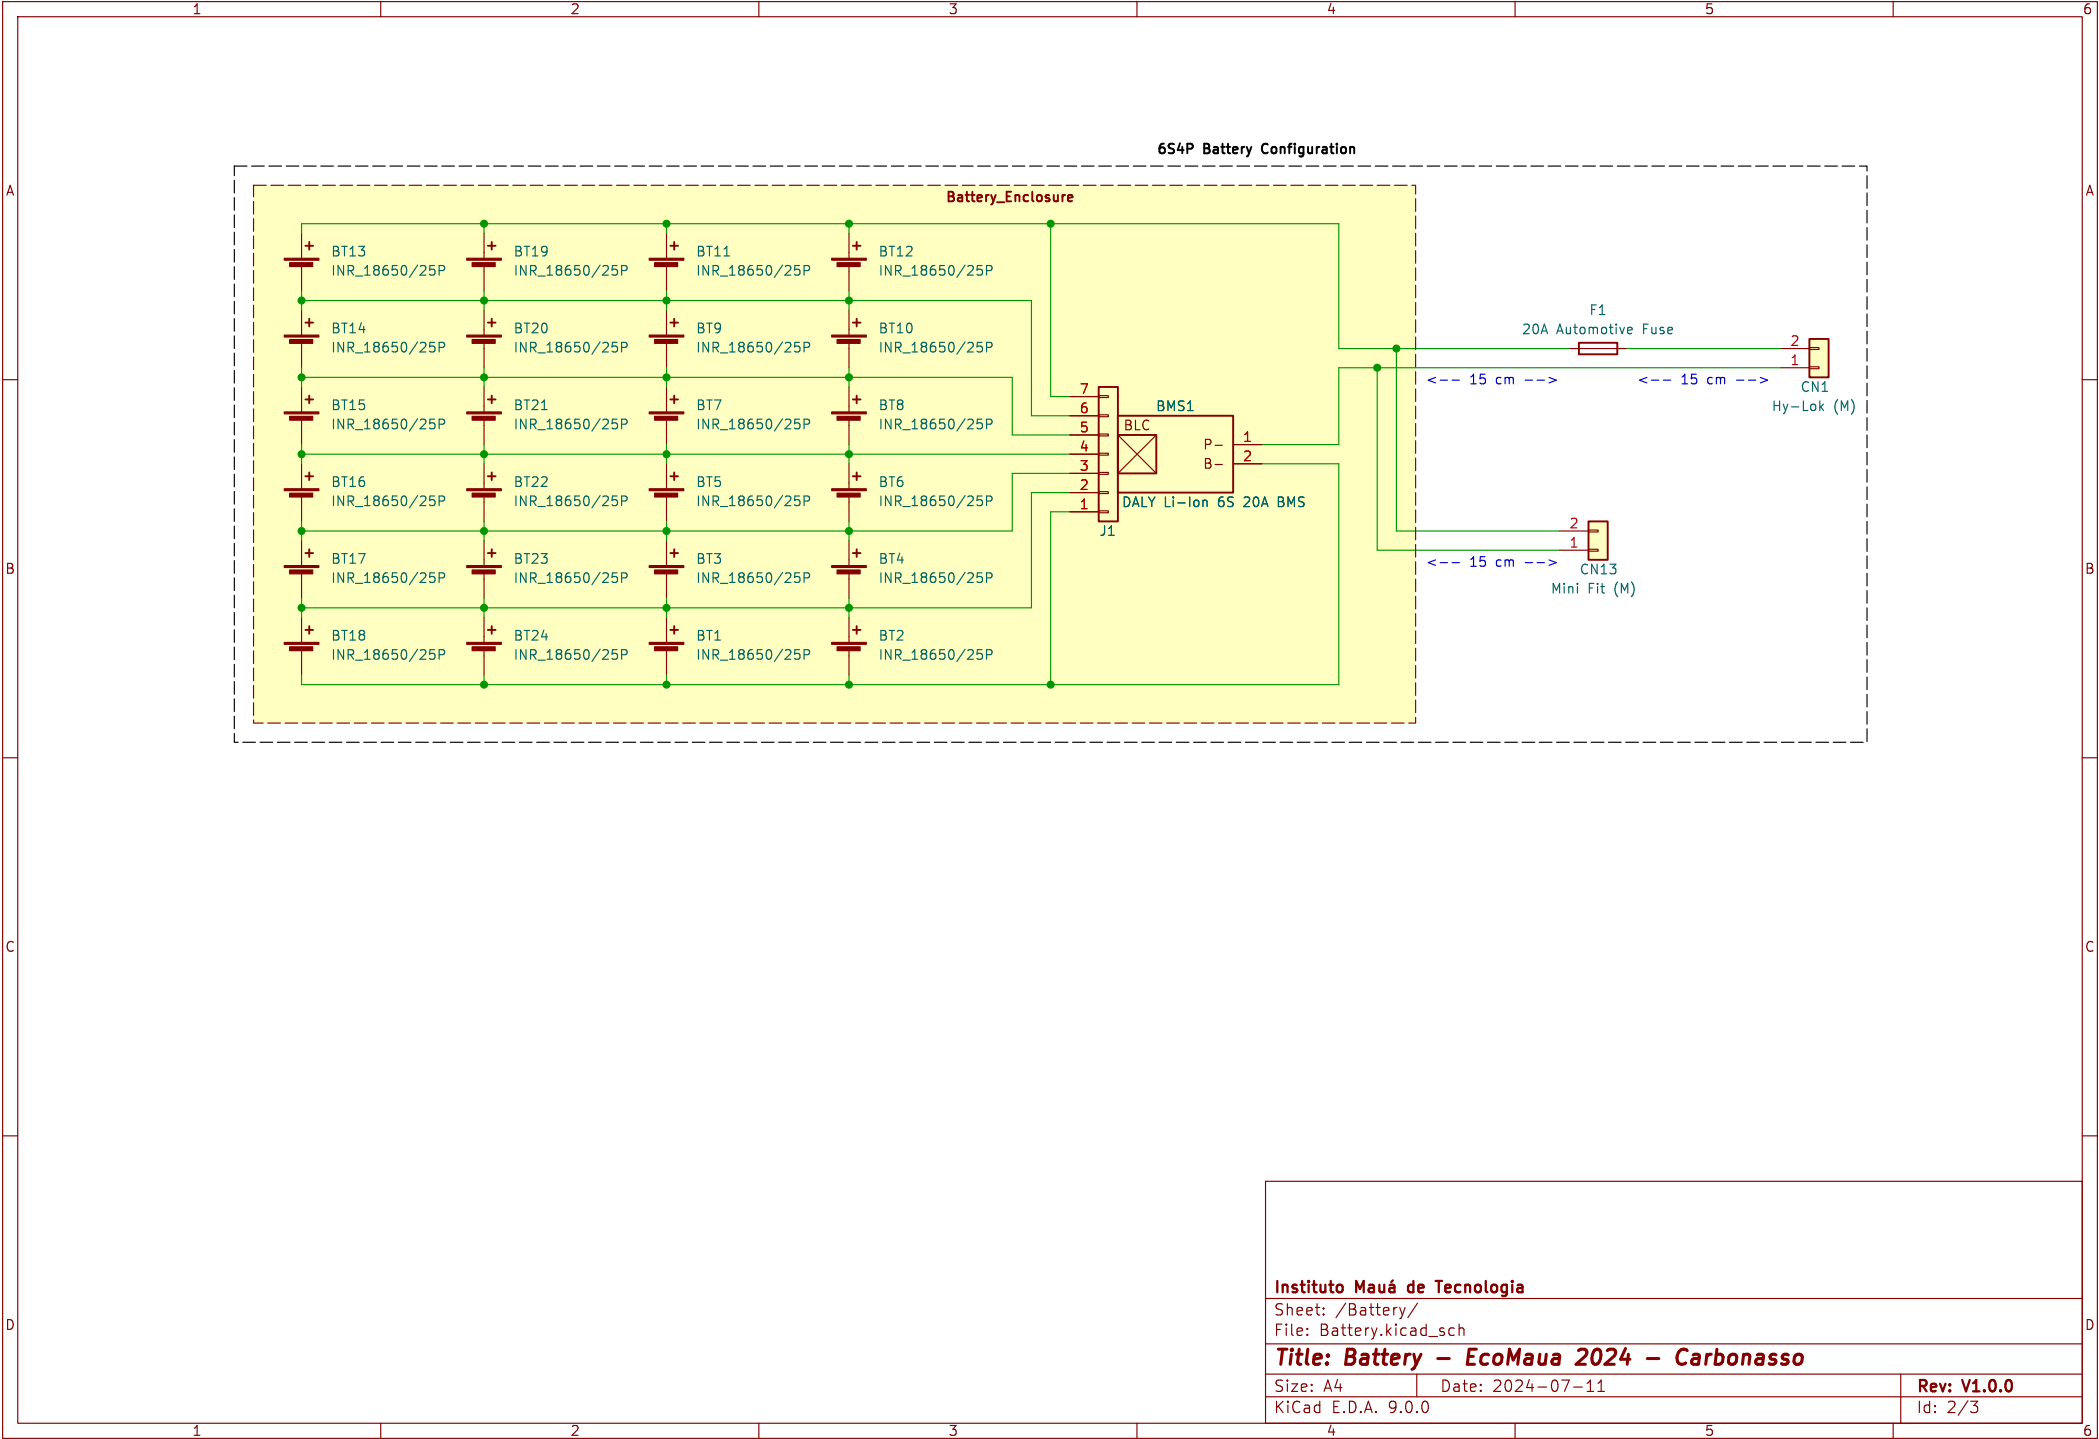 1 2 3 4 5 6
6S4P Battery Configuration
A A
Battery_Enclosure
+ BT13 + BT19 + BT11 + BT12
INR_18650/25P INR_18650/25P INR_18650/25P INR_18650/25P
F1
+ BT14 + BT20 + BT9 + BT10
20A Automotive Fuse
INR_18650/25P INR_18650/25P INR_18650/25P INR_18650/25P
2
1
<-- 15 cm --> <-- 15 cm -->
CN1
Hy-Lok (M)
+ BT15 + BT21 + BT7 + BT8
INR_18650/25P INR_18650/25P INR_18650/25P INR_18650/25P
7
6
5
4
3
2
1
J1
BMS1
BLC
P- 1
B- 2
DALY Li-Ion 6S 20A BMS
+ BT16 + BT22 + BT5 + BT6
INR_18650/25P INR_18650/25P INR_18650/25P INR_18650/25P
2
1
<-- 15 cm -->
CN13
Mini Fit (M)
B B
+ BT17 + BT23 + BT3 + BT4
INR_18650/25P INR_18650/25P INR_18650/25P INR_18650/25P
+ BT18 + BT24 + BT1 + BT2
INR_18650/25P INR_18650/25P INR_18650/25P INR_18650/25P
C C
D D
Instituto Mauá de Tecnologia
Sheet: /Battery/
File: Battery.kicad_sch
Title: Battery - EcoMaua 2024 - Carbonasso
Size: A4 Date: 2024-07-11 Rev: V1.0.0
KiCad E.D.A. 9.0.0 Id: 2/3
1 2 3 4 5 6